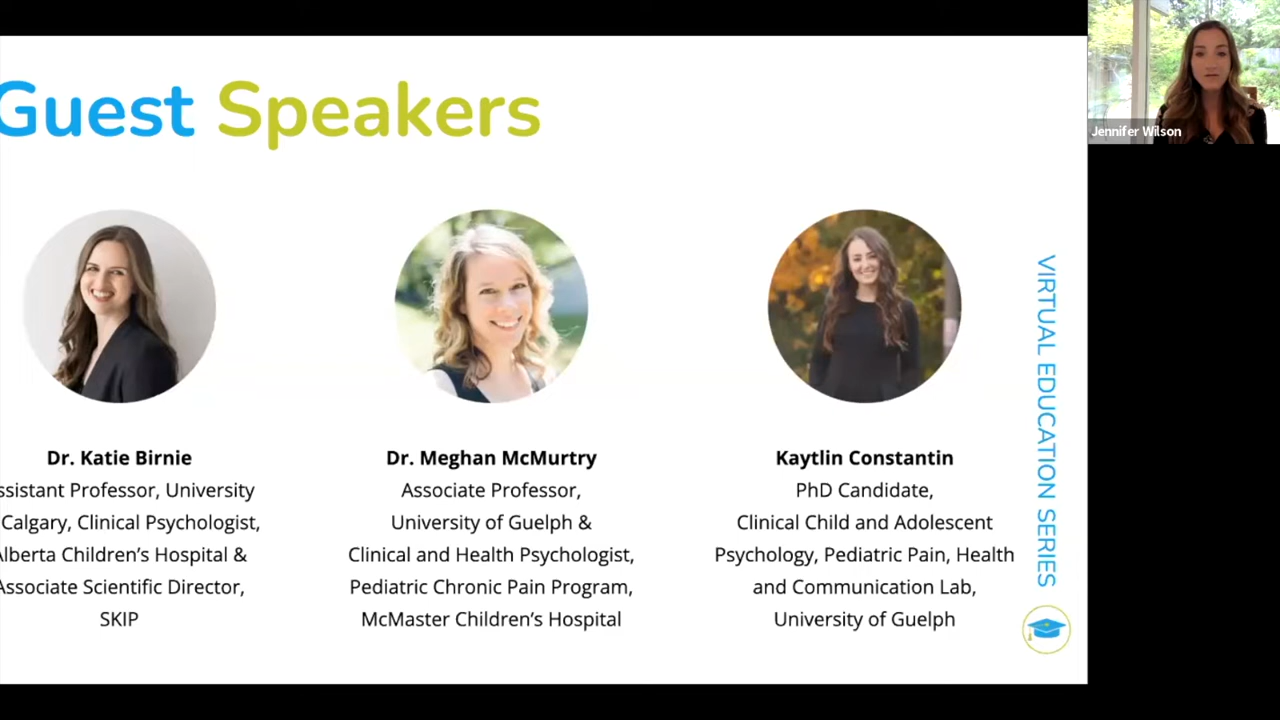 Guest Speakers
Jennifer Wilson
Dr. Katie Birnie
ssistant Professor, University
Calgary, Clinical Psychologist,
Alberta Children's Hospital &
Associate Scientific Director,
SKIP
Dr. Meghan McMurtry
Associate Professor,
University of Guelph &
Clinical and Health Psychologist,
Pediatric Chronic Pain Program,
McMaster Children's Hospital
Kaytlin Constantin
PhD Candidate,
Clinical Child and Adolescent
Psychology, Pediatric Pain, Health
and Communication Lab,
University of Guelph
VIRTUAL EDUCATION SERIES